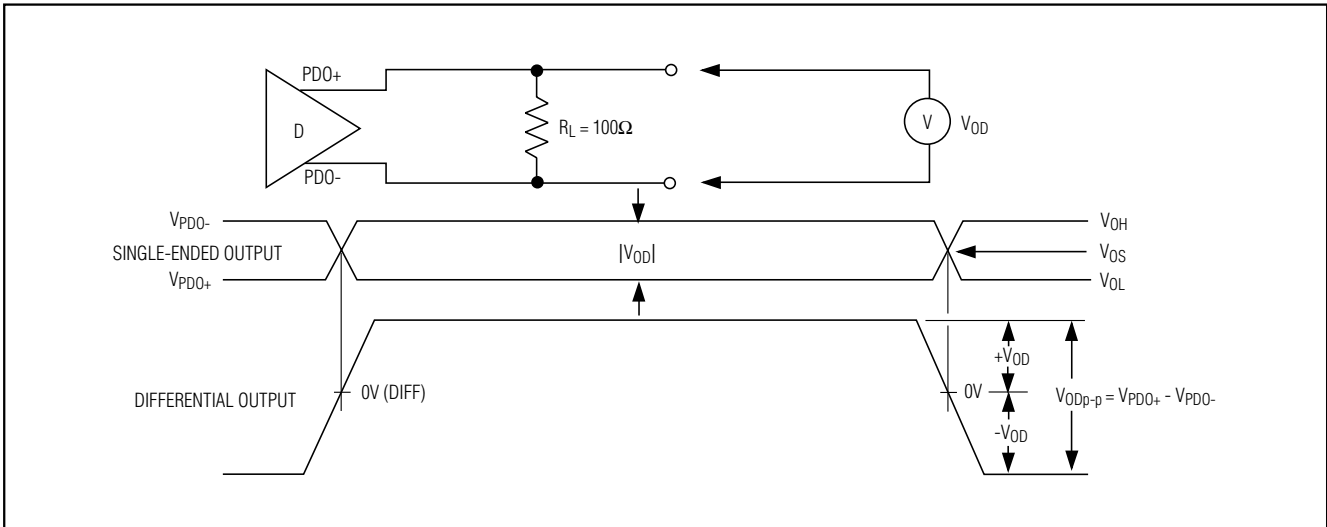 PDO+
D
PDO-
R_L = 100Ω
V
V_OD
V_PDO-
SINGLE-ENDED OUTPUT
V_PDO+
|V_OD|
V_OH
V_OS
V_OL
DIFFERENTIAL OUTPUT
0V (DIFF)
0V
+V_OD
-V_OD
V_ODp-p = V_PDO+ - V_PDO-